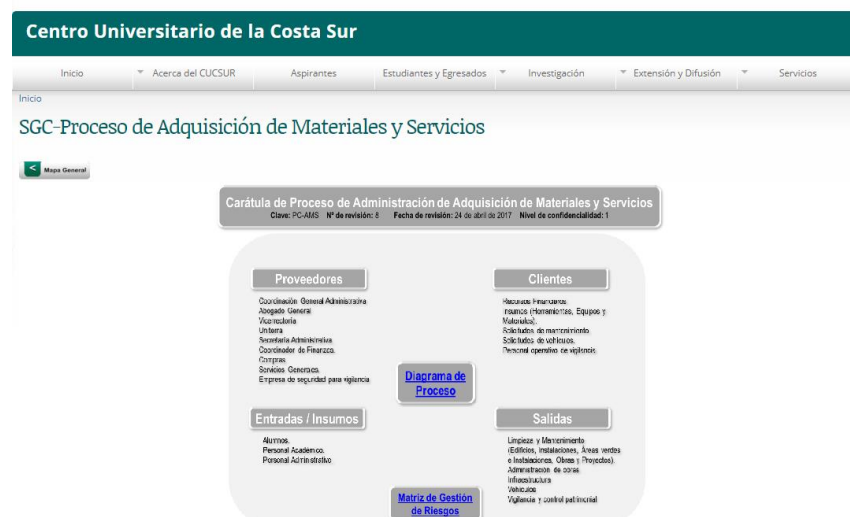 Centro Universitario de la Costa Sur
Inicio Acerca del CUCSUR Aspirantes Estudiantes y Egresados Investigación Extensión y Difusión Servicios
Inicio
SGC-Proceso de Adquisición de Materiales y Servicios
< Mapa General
Carátula de Proceso de Administración de Adquisición de Materiales y Servicios
Clave: PC-AMS Nº de revisión: 8 Fecha de revisión: 24 de abril de 2017 Nivel de confidencialidad: 1
Proveedores
Coordinación General Administrativa
Abogado General
Vicerrectoría
Uniterra
Secretaría Administrativa
Coordinador de Finanzas.
Compras
Servicios Generales.
Empresa de seguridad para vigilancia
Clientes
Recursos Financieros.
Insumos (Herramientas, Equipos y
Materiales).
Solicitudes de mantenimiento.
Solicitudes de vehículos.
Personal operativo de vigilancia.
Diagrama de
Proceso
Entradas / Insumos
Alumnos.
Personal Académico.
Personal Administrativo
Salidas
Limpieza y Mantenimiento
(Edificios, Instalaciones, Áreas verdes
e Instalaciones, Obras y Proyectos).
Administración de obras
Infraestructura
Vehículos
Vigilancia y control patrimonial
Matriz de Gestión
de Riesgos